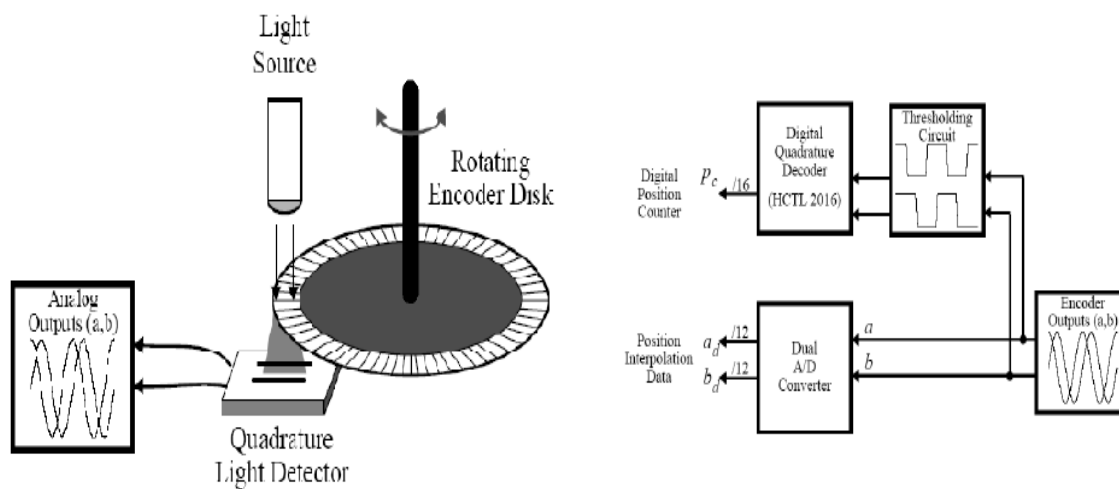 Light
Source
Rotating
Encoder Disk
Analog
Outputs (a,b)
Quadrature
Light Detector
Thresholding
Circuit
Digital
Quadrature
Decoder
(HCTL 2016)
Digital
Position
Counter
p_c /16
Encoder
Outputs (a,b)
a
b
Dual
A/D
Converter
Position
Interpolation
Data
a_d /12
b_d /12